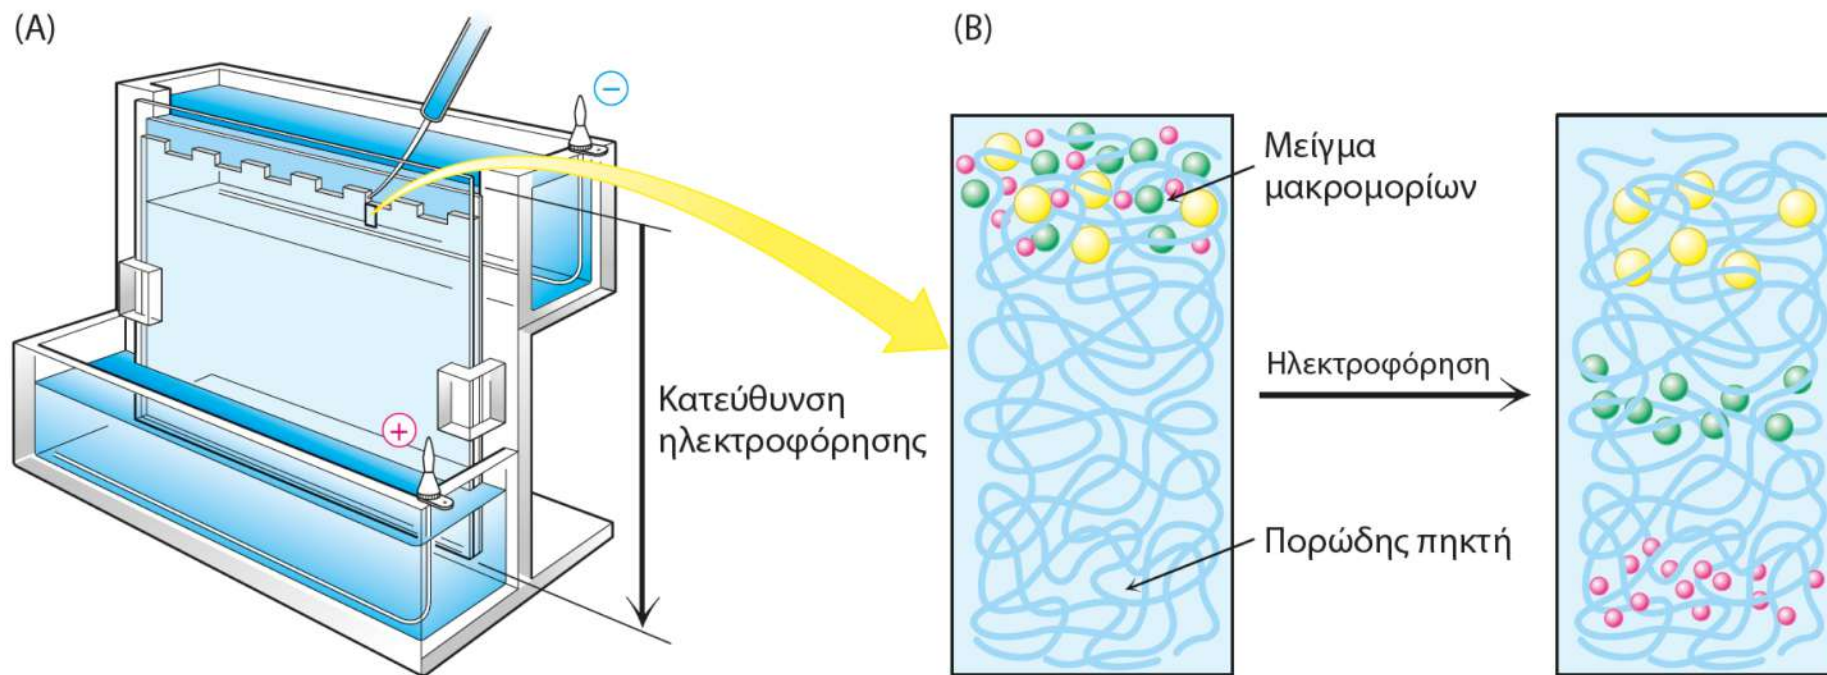 (A)
(B)
−
+
Κατεύθυνση
ηλεκτροφόρησης
Μείγμα
μακρομορίων
Ηλεκτροφόρηση
Πορώδης πηκτή